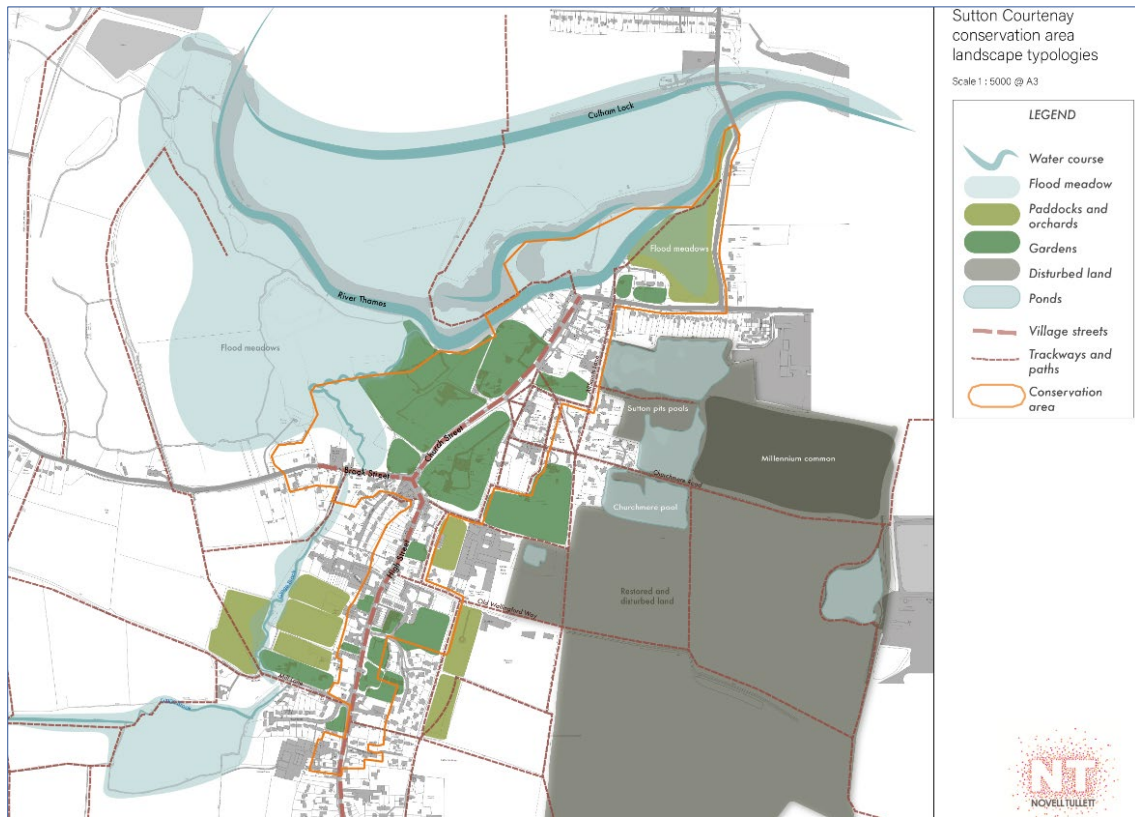 Sutton Courtenay
conservation area
landscape typologies
Scale 1 : 5000 @ A3
LEGEND
Water course
Flood meadow
Paddocks and
orchards
Gardens
Disturbed land
Ponds
Village streets
Trackways and
paths
Conservation
area
Culham Lock
Flood meadows
River Thames
Flood meadows
Sutton pits pools
Church Street
Millennium common
Brook Street
Churchmere pool
High Street
Restored and
disturbed land
Old Wallingford Way
Mill Lane
NT
NOVELL TULLETT